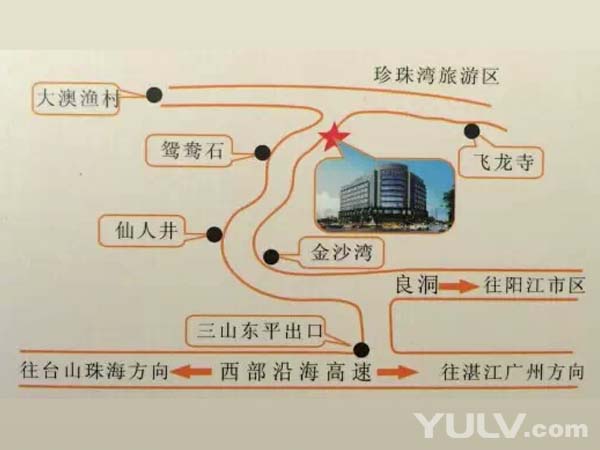 珍珠湾旅游区
大澳渔村
鸳鸯石
飞龙寺
仙人井
金沙湾
良洞
往阳江市区
三山东平出口
往台山珠海方向
西部沿海高速
往湛江广州方向
YULV.com